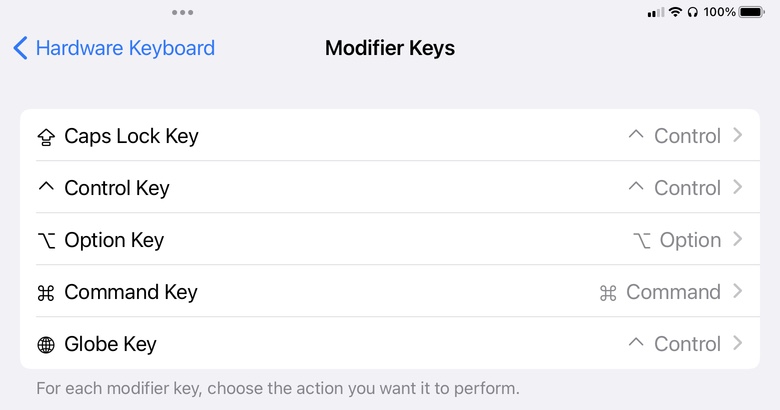 100%
Hardware Keyboard Modifier Keys
Caps Lock Key ^ Control
^ Control Key ^ Control
⌥ Option Key ⌥ Option
⌘ Command Key ⌘ Command
Globe Key ^ Control
For each modifier key, choose the action you want it to perform.